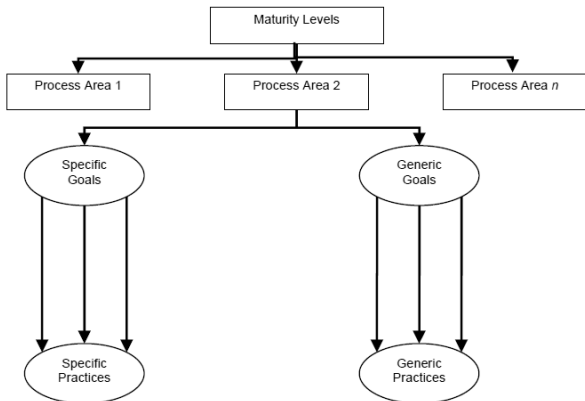 Maturity Levels
Process Area 1
Process Area 2
Process Area n
Specific
Goals
Generic
Goals
Specific
Practices
Generic
Practices